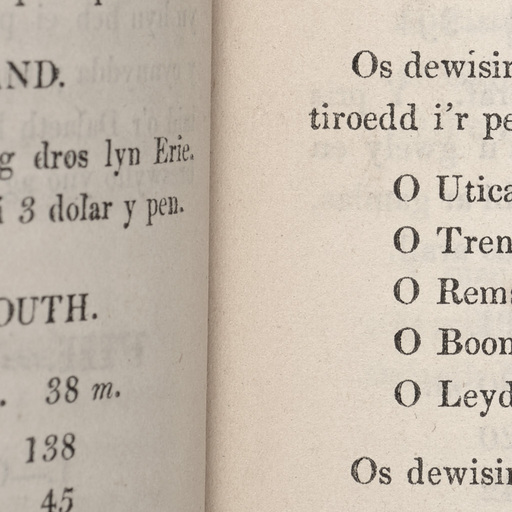 AND.
g dros lyn Erie.
i 3 dolar y pen.
OUTH.
. 38 m.
138
45
Os dewisir
tiroedd i'r pe
O Utica
O Tren
O Rems
O Boon
O Leyd
Os dewisir